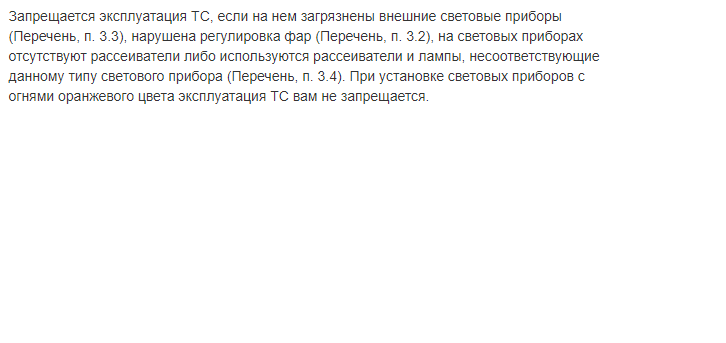 Запрещается эксплуатация ТС, если на нем загрязнены внешние световые приборы
(Перечень, п. 3.3), нарушена регулировка фар (Перечень, п. 3.2), на световых приборах
отсутствуют рассеиватели либо используются рассеиватели и лампы, несоответствующие
данному типу светового прибора (Перечень, п. 3.4). При установке световых приборов с
огнями оранжевого цвета эксплуатация ТС вам не запрещается.